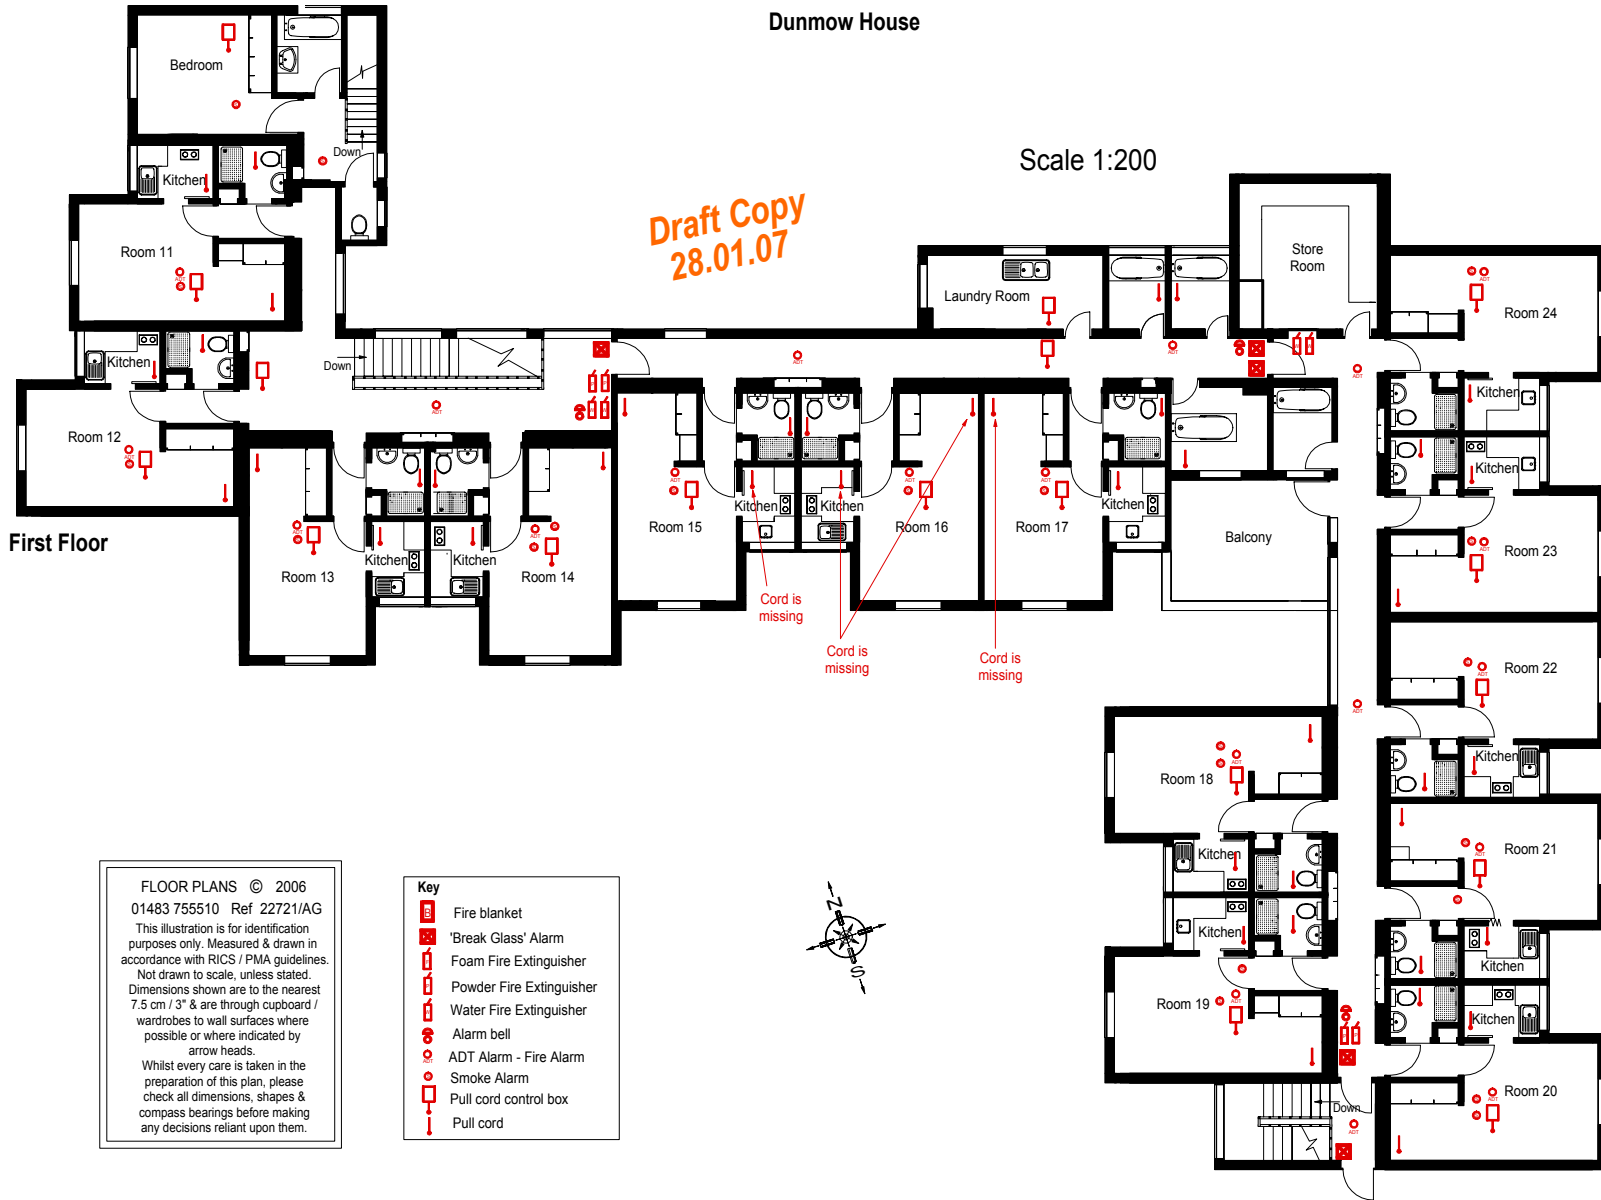 Dunmow House
Scale 1:200
Draft Copy
28.01.07
Bedroom
Down
Kitchen
Room 11
Kitchen
Room 12
Down
First Floor
Room 13
Kitchen
Kitchen
Room 14
Room 15
Kitchen
Kitchen
Room 16
Room 17
Kitchen
Cord is
missing
Cord is
missing
Cord is
missing
Laundry Room
Store
Room
Balcony
Room 24
Kitchen
Kitchen
Room 23
Room 22
Kitchen
Room 21
Kitchen
Kitchen
Room 20
Room 18
Kitchen
Kitchen
Room 19
Down
N
S
FLOOR PLANS © 2006
01483 755510 Ref 22721/AG
This illustration is for identification
purposes only. Measured & drawn in
accordance with RICS / PMA guidelines.
Not drawn to scale, unless stated.
Dimensions shown are to the nearest
7.5 cm / 3" & are through cupboard /
wardrobes to wall surfaces where
possible or where indicated by
arrow heads.
Whilst every care is taken in the
preparation of this plan, please
check all dimensions, shapes &
compass bearings before making
any decisions reliant upon them.
Key
Fire blanket
'Break Glass' Alarm
Foam Fire Extinguisher
Powder Fire Extinguisher
Water Fire Extinguisher
Alarm bell
ADT
ADT Alarm - Fire Alarm
Smoke Alarm
Pull cord control box
Pull cord